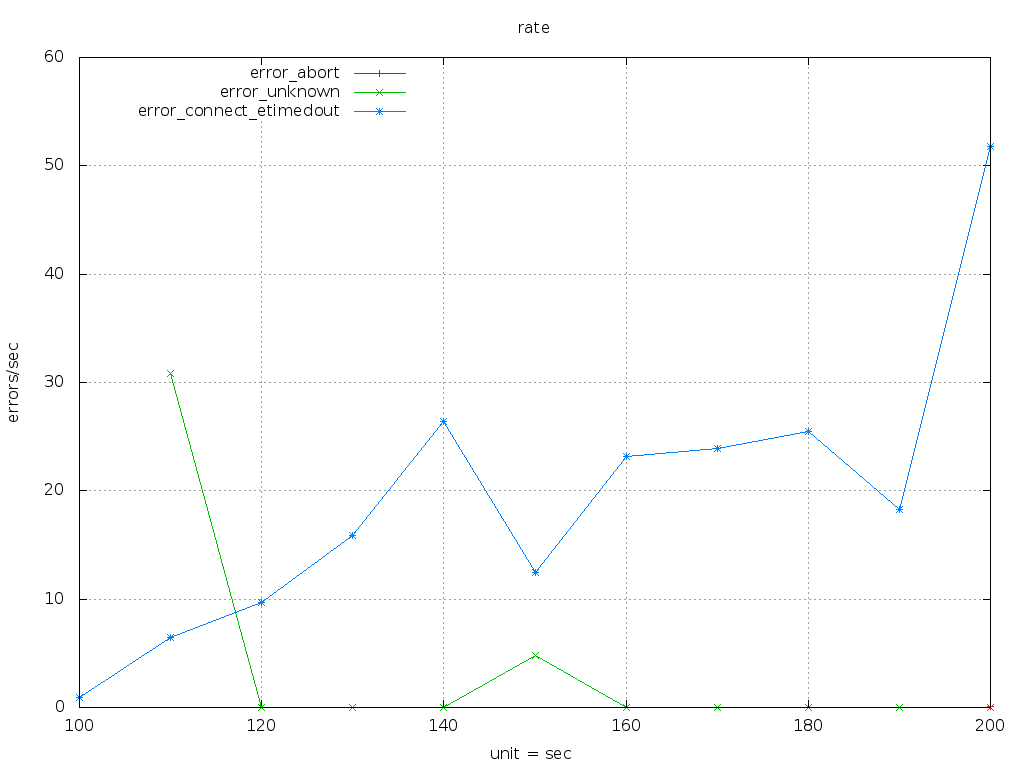 rate
60
error_abort
error_unknown
error_connect_etimedout
50
40
30
20
10
0
errors/sec
100 120 140 160 180 200
unit = sec